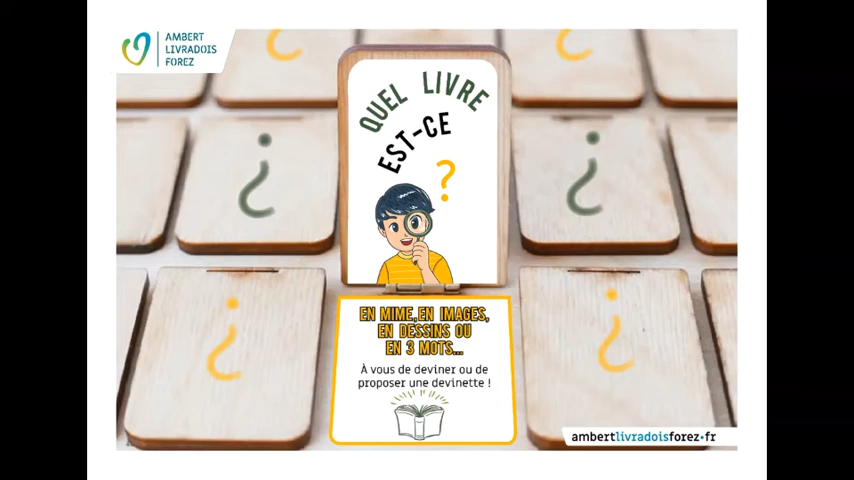 AMBERT
LIVRADOIS
FOREZ
QUEL LIVRE
EST-CE
?
EN MIME, EN IMAGES,
EN DESSINS OU
EN 3 MOTS...
À vous de deviner ou de
proposer une devinette !
ambertlivradoisforez•fr